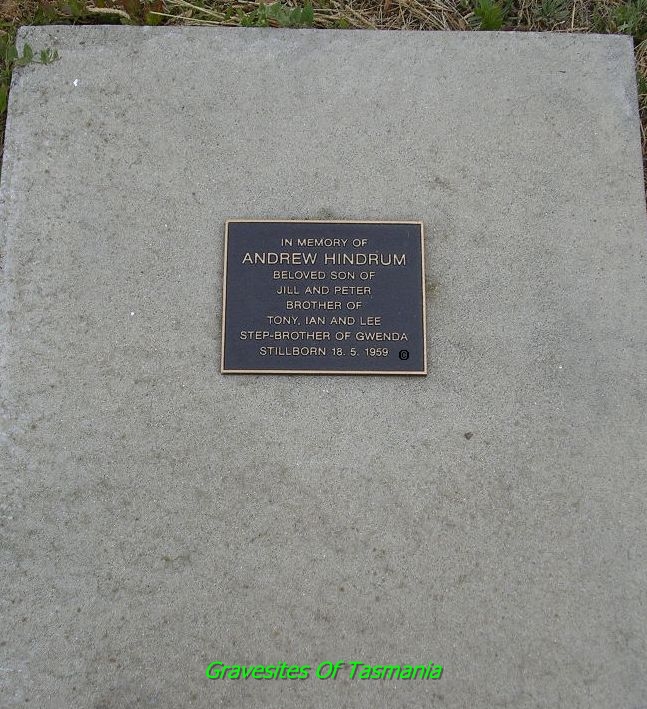 IN MEMORY OF
ANDREW HINDRUM
BELOVED SON OF
JILL AND PETER
BROTHER OF
TONY, IAN AND LEE
STEP-BROTHER OF GWENDA
STILLBORN 18. 5. 1959
Gravesites Of Tasmania